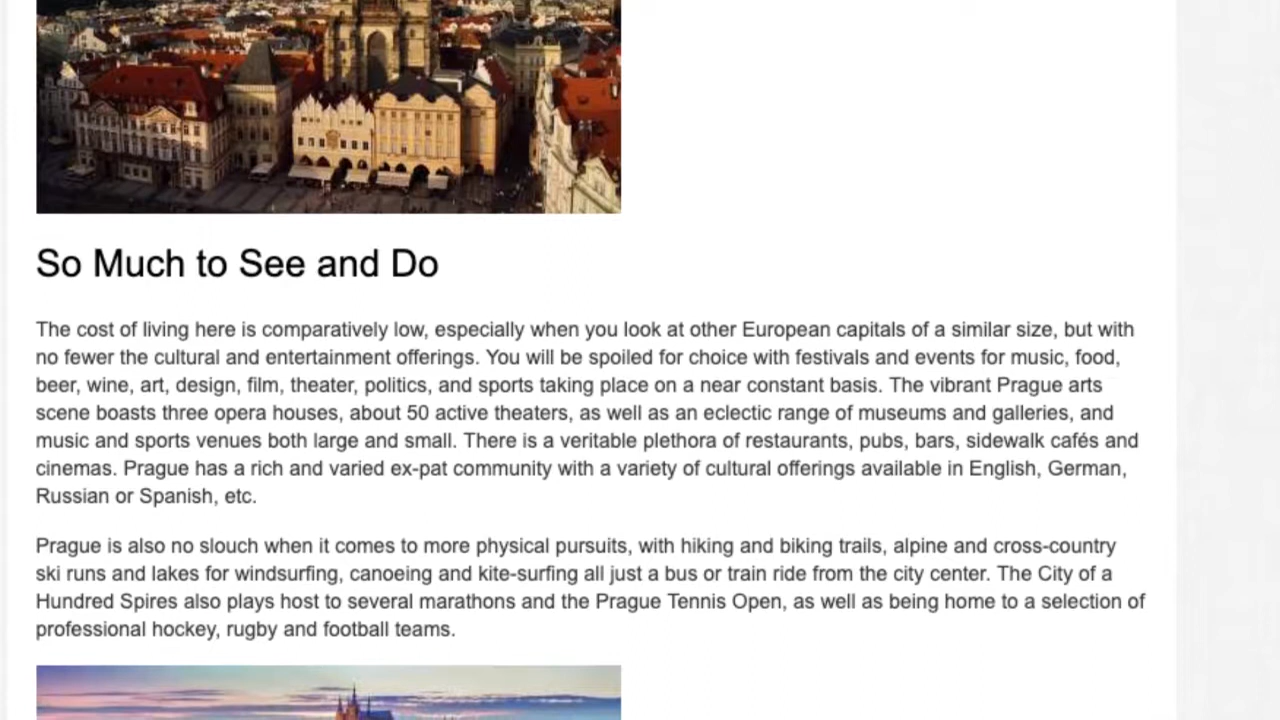 So Much to See and Do
The cost of living here is comparatively low, especially when you look at other European capitals of a similar size, but with
no fewer the cultural and entertainment offerings. You will be spoiled for choice with festivals and events for music, food,
beer, wine, art, design, film, theater, politics, and sports taking place on a near constant basis. The vibrant Prague arts
scene boasts three opera houses, about 50 active theaters, as well as an eclectic range of museums and galleries, and
music and sports venues both large and small. There is a veritable plethora of restaurants, pubs, bars, sidewalk cafés and
cinemas. Prague has a rich and varied ex-pat community with a variety of cultural offerings available in English, German,
Russian or Spanish, etc.
Prague is also no slouch when it comes to more physical pursuits, with hiking and biking trails, alpine and cross-country
ski runs and lakes for windsurfing, canoeing and kite-surfing all just a bus or train ride from the city center. The City of a
Hundred Spires also plays host to several marathons and the Prague Tennis Open, as well as being home to a selection of
professional hockey, rugby and football teams.